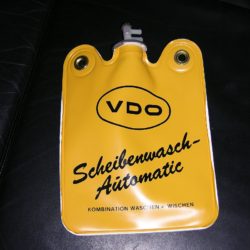 VDO
Scheibenwasch-
Automatic
KOMBINATION WASCHEN + WISCHEN